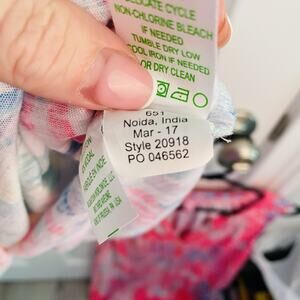 DELICATE CYCLE
NON-CHLORINE BLEACH
IF NEEDED
TUMBLE DRY LOW
COOL IRON IF NEEDED
OR DRY CLEAN
651
Noida, India
Mar - 17
Style 20918
PO 046562